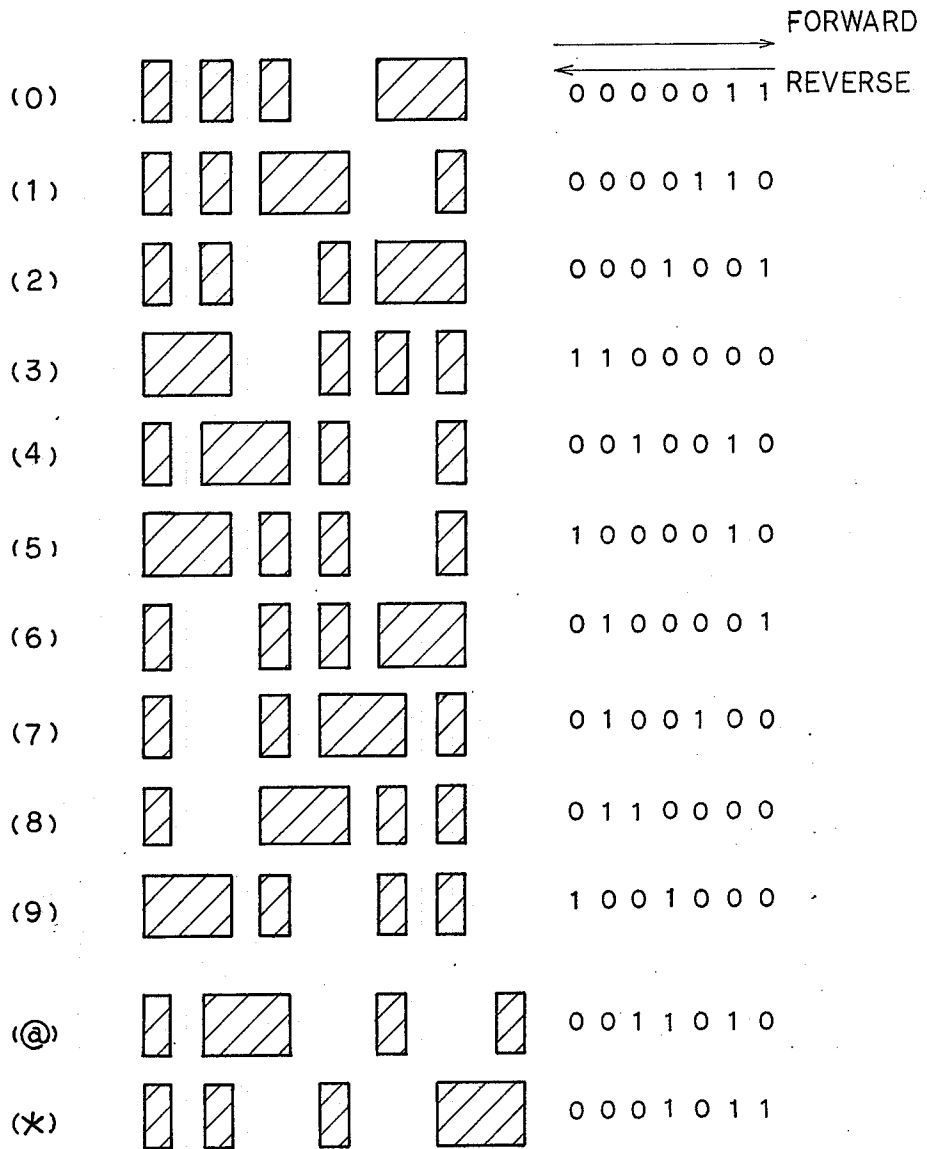 FORWARD
(0) 0 0 0 0 0 1 1 REVERSE
(1) 0 0 0 0 1 1 0
(2) 0 0 0 1 0 0 1
(3) 1 1 0 0 0 0 0
(4) 0 0 1 0 0 1 0
(5) 1 0 0 0 0 1 0
(6) 0 1 0 0 0 0 1
(7) 0 1 0 0 1 0 0
(8) 0 1 1 0 0 0 0
(9) 1 0 0 1 0 0 0
(@) 0 0 1 1 0 1 0
(*) 0 0 0 1 0 1 1